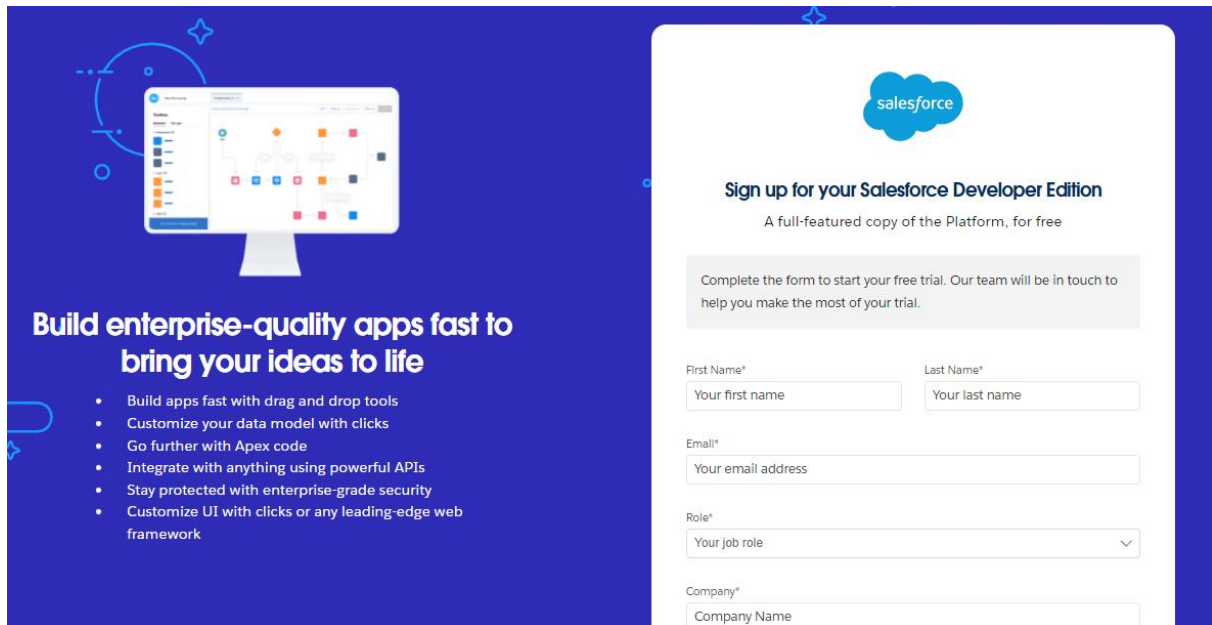 Build enterprise-quality apps fast to
bring your ideas to life
Build apps fast with drag and drop tools
Customize your data model with clicks
Go further with Apex code
Integrate with anything using powerful APIs
Stay protected with enterprise-grade security
Customize UI with clicks or any leading-edge web
framework
salesforce
Sign up for your Salesforce Developer Edition
A full-featured copy of the Platform, for free
Complete the form to start your free trial. Our team will be in touch to
help you make the most of your trial.
First Name* Last Name*
Your first name Your last name
Email*
Your email address
Role*
Your job role
Company*
Company Name